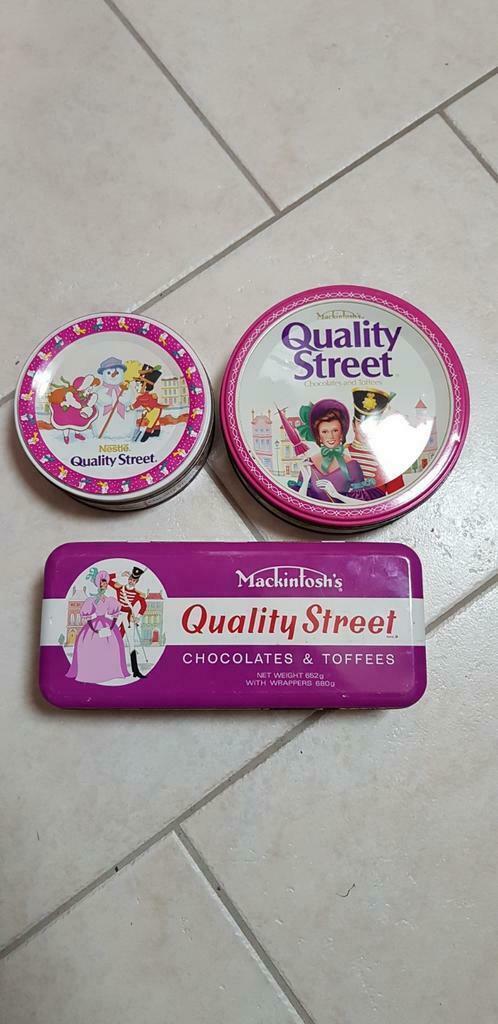 Nestlé.
Quality Street.
Mackintosh's
Quality
Street
Chocolates and Toffees
Mackintosh's
Quality Street
CHOCOLATES & TOFFEES
NET WEIGHT 652g
WITH WRAPPERS 680g